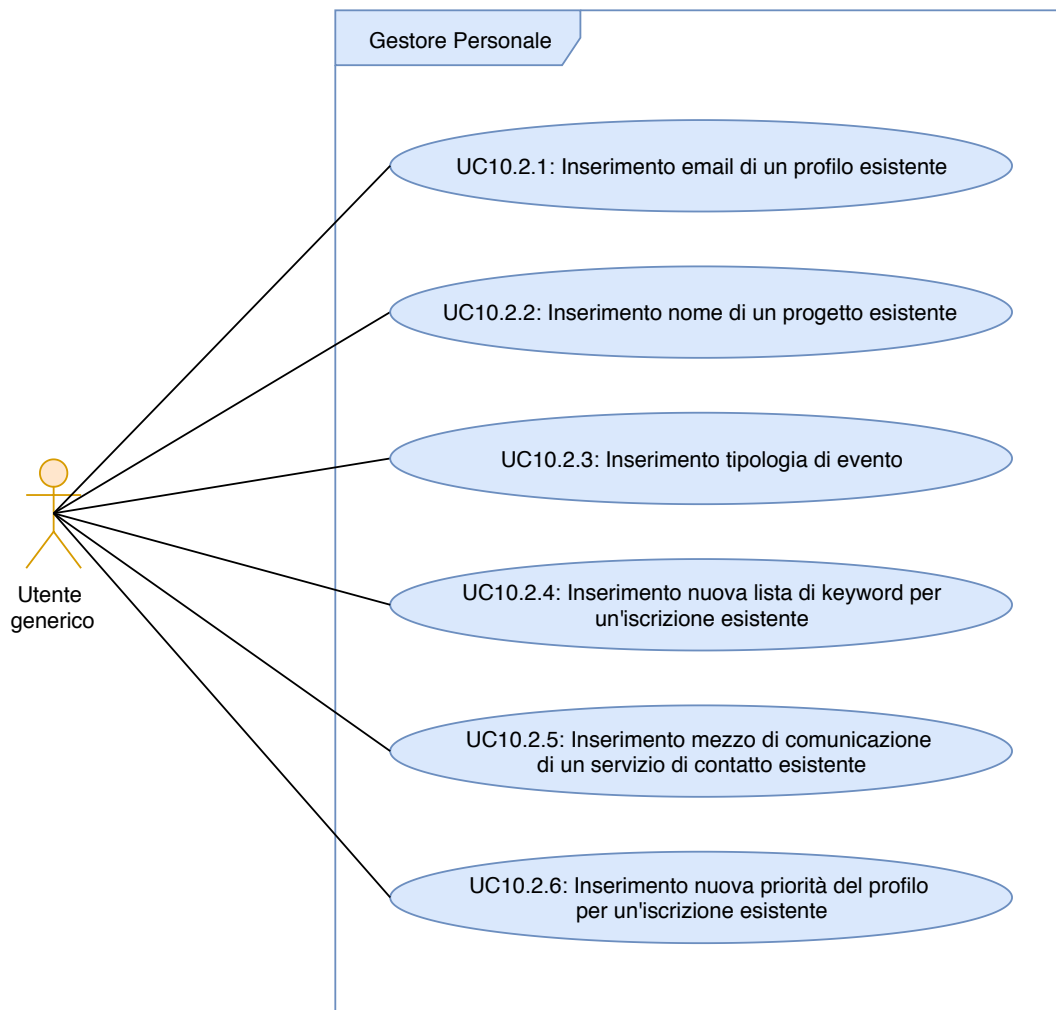 Gestore Personale
UC10.2.1: Inserimento email di un profilo esistente
UC10.2.2: Inserimento nome di un progetto esistente
UC10.2.3: Inserimento tipologia di evento
Utente
generico
UC10.2.4: Inserimento nuova lista di keyword per
un'iscrizione esistente
UC10.2.5: Inserimento mezzo di comunicazione
di un servizio di contatto esistente
UC10.2.6: Inserimento nuova priorità del profilo
per un'iscrizione esistente